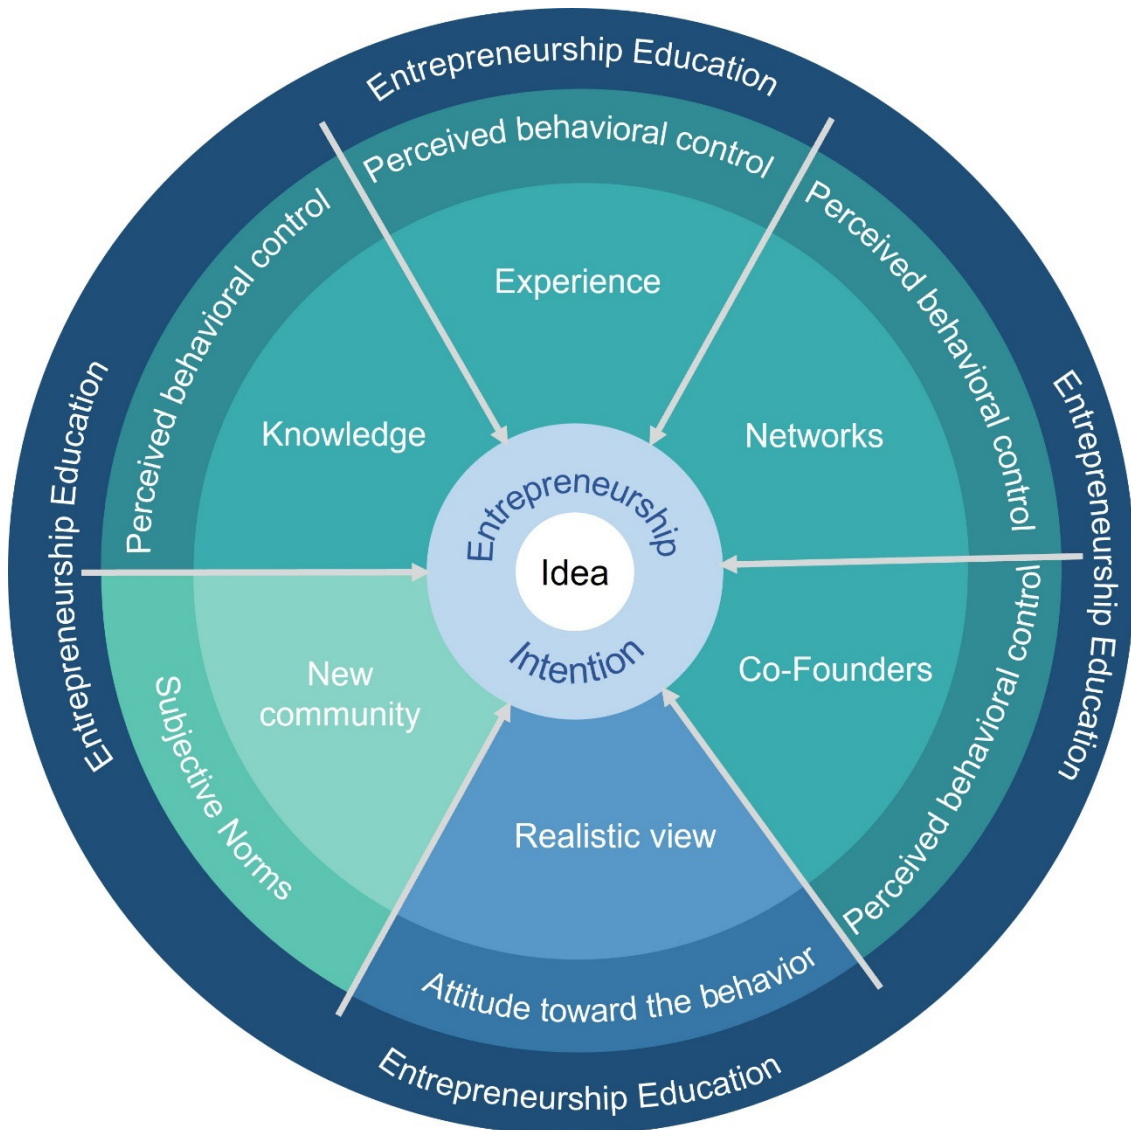 Entrepreneurship Education
Perceived behavioral control
Perceived behavioral control
Perceived behavioral control
Experience
Knowledge
Networks
Entrepreneurship Education
Entrepreneurship Education
Entrepreneurship
Idea
Intention
New
community
Co-Founders
Perceived behavioral control
Subjective Norms
Realistic view
Attitude toward the behavior
Entrepreneurship Education